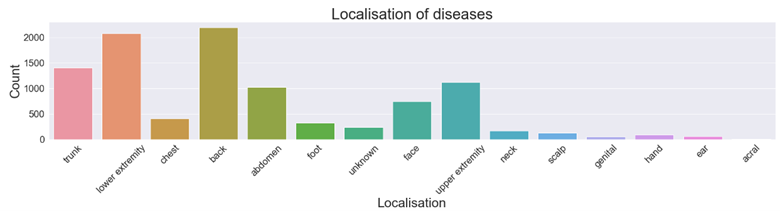 Localisation of diseases
Count
2000
1500
1000
500
0
trunk
lower extremity
chest
back
abdomen
foot
unknown
face
upper extremity
neck
scalp
genital
hand
ear
acral
Localisation